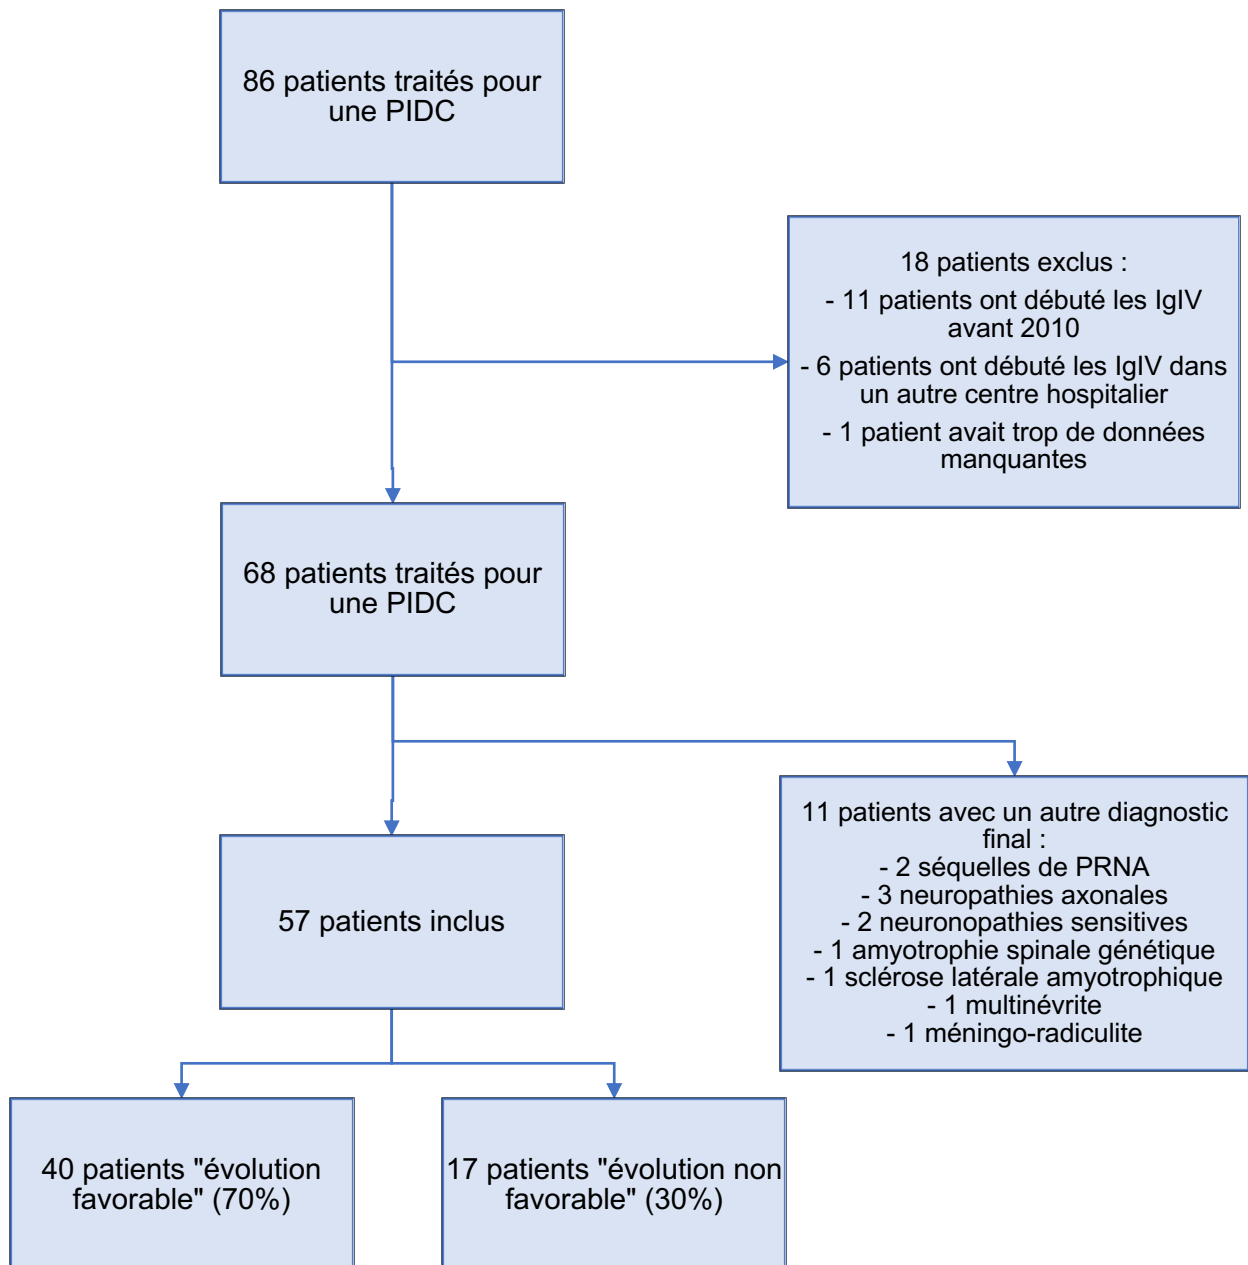 86 patients traités pour
une PIDC
18 patients exclus :
- 11 patients ont débuté les IgIV
avant 2010
- 6 patients ont débuté les IgIV dans
un autre centre hospitalier
- 1 patient avait trop de données
manquantes
68 patients traités pour
une PIDC
11 patients avec un autre diagnostic
final :
- 2 séquelles de PRNA
- 3 neuropathies axonales
- 2 neuronopathies sensitives
- 1 amyotrophie spinale génétique
- 1 sclérose latérale amyotrophique
- 1 multinévrite
- 1 méningo-radiculite
57 patients inclus
40 patients "évolution
favorable" (70%)
17 patients "évolution non
favorable" (30%)